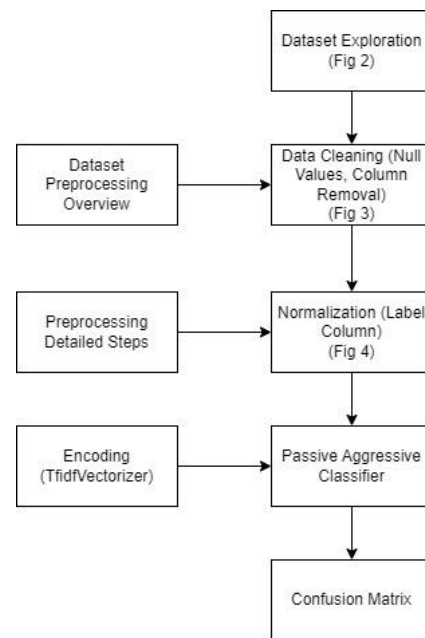 Dataset Exploration
(Fig 2)
Dataset
Preprocessing
Overview
Data Cleaning (Null
Values, Column
Removal)
(Fig 3)
Preprocessing
Detailed Steps
Normalization (Label
Column)
(Fig 4)
Encoding
(TfidfVectorizer)
Passive Aggressive
Classifier
Confusion Matrix